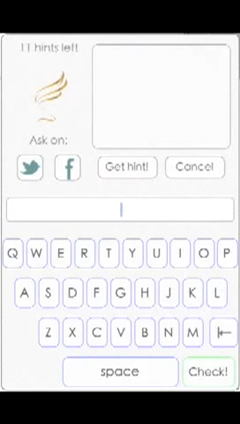 11 hints left
Ask on:
Get hint! Cancel
Q W E R T Y U I O P
A S D F G H J K L
Z X C V B N M
space Check!